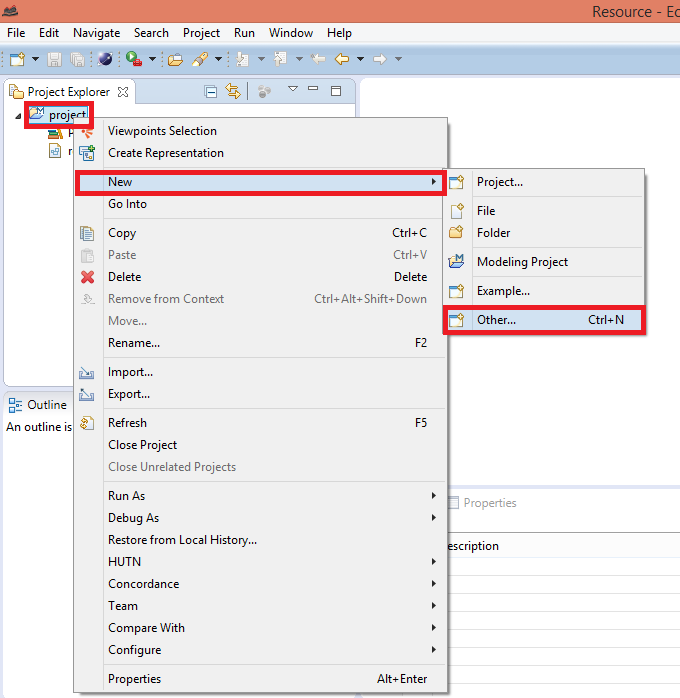 Resource - Ec
File Edit Navigate Search Project Run Window Help
Project Explorer
project
Viewpoints Selection
Create Representation
New
Go Into
Copy Ctrl+C
Paste Ctrl+V
Delete Delete
Remove from Context Ctrl+Alt+Shift+Down
Move...
Rename... F2
Import...
Export...
Refresh F5
Close Project
Close Unrelated Projects
Run As
Debug As
Restore from Local History...
HUTN
Concordance
Team
Compare With
Configure
Properties Alt+Enter
Project...
File
Folder
Modeling Project
Example...
Other... Ctrl+N
Outline
An outline is
Properties
escription